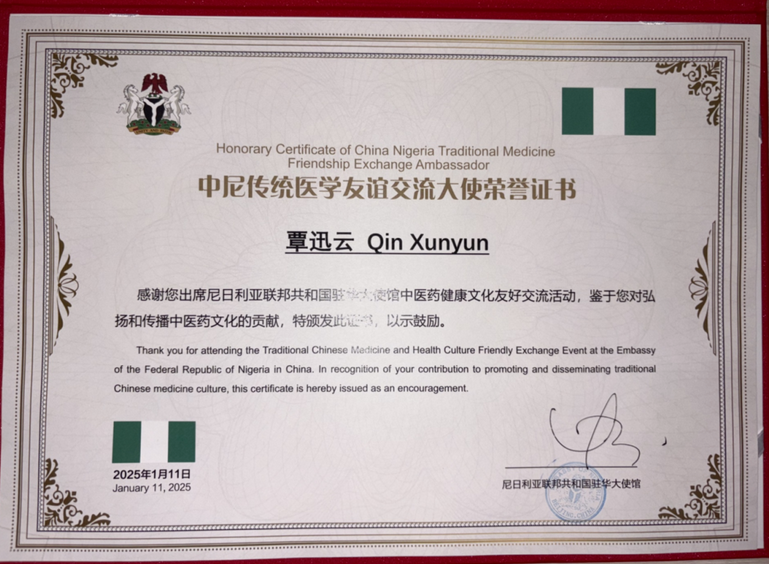 Honorary Certificate of China Nigeria Traditional Medicine
Friendship Exchange Ambassador
中尼传统医学友谊交流大使荣誉证书
覃迅云 Qin Xunyun
感谢您出席尼日利亚联邦共和国驻华大使馆中医药健康文化友好交流活动，鉴于您对弘
扬和传播中医药文化的贡献，特颁发此证书，以示鼓励。
Thank you for attending the Traditional Chinese Medicine and Health Culture Friendly Exchange Event at the Embassy
of the Federal Republic of Nigeria in China. In recognition of your contribution to promoting and disseminating traditional
Chinese medicine culture, this certificate is hereby issued as an encouragement.
2025年1月11日
January 11, 2025
尼日利亚联邦共和国驻华大使馆